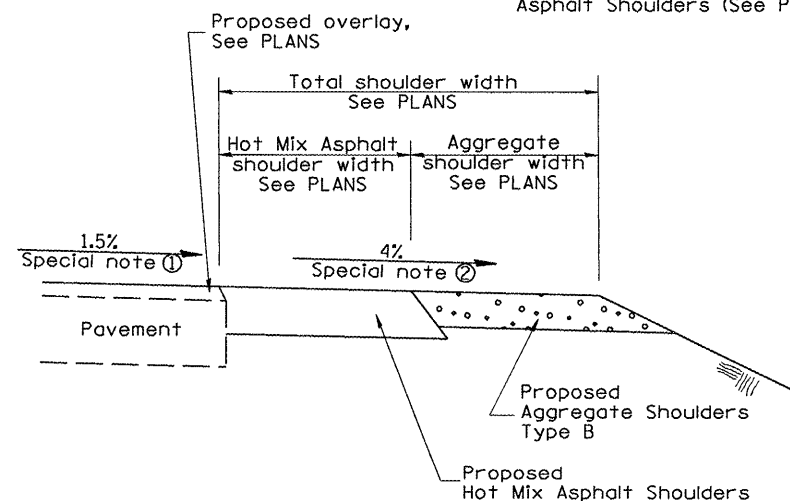 Asphalt Shoulders (See P
Proposed overlay,
See PLANS
Total shoulder width
See PLANS
Hot Mix Asphalt
shoulder width
See PLANS
Aggregate
shoulder width
See PLANS
1.5%
Special note ①
4%
Special note ②
Pavement
Proposed
Aggregate Shoulders
Type B
Proposed
Hot Mix Asphalt Shoulders